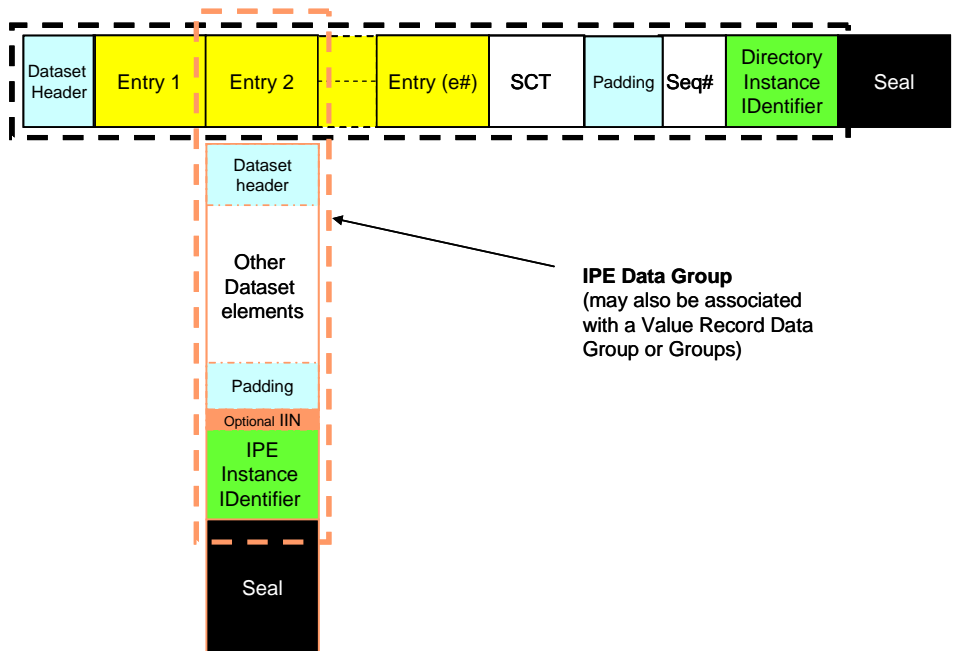 Dataset
Header
Entry 1
Entry 2
Entry (e#)
SCT
Padding
Seq#
Directory
Instance
IDentifier
Seal
Dataset
header
Other
Dataset
elements
Padding
Optional IIN
IPE
Instance
IDentifier
Seal
IPE Data Group
(may also be associated
with a Value Record Data
Group or Groups)